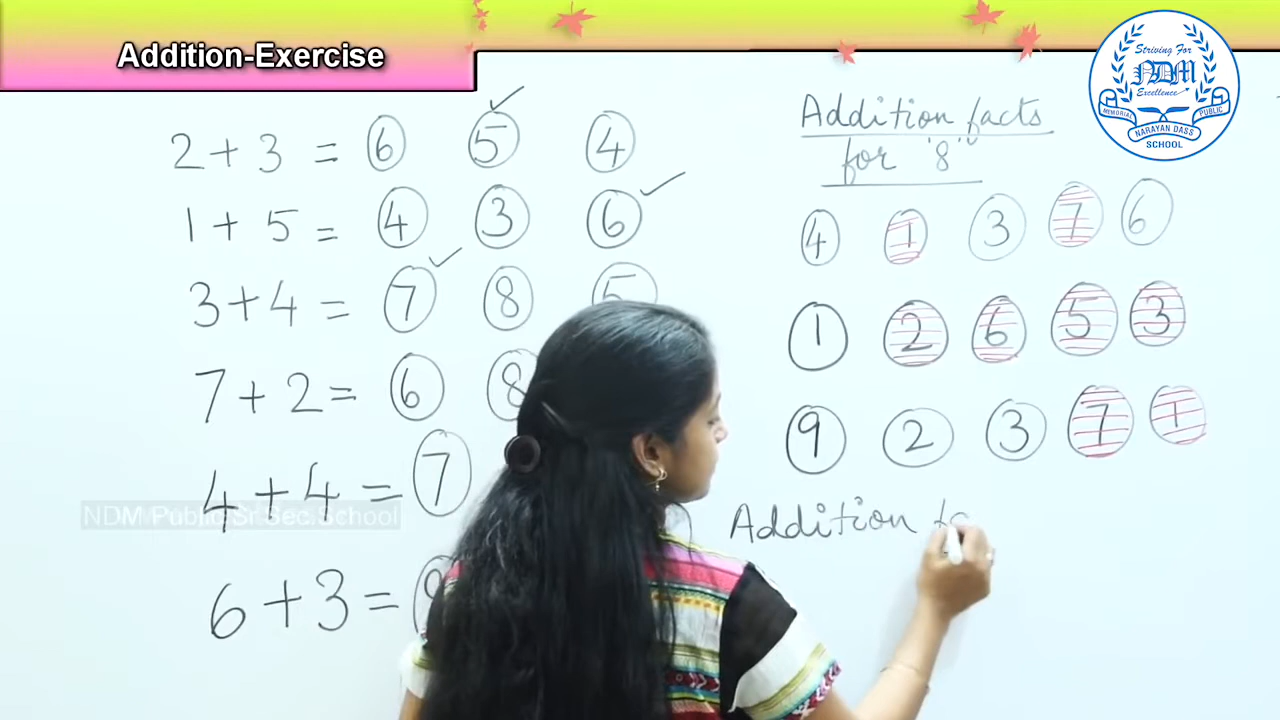 Addition-Exercise
Striving For
NDM
Excellence
MEMORIAL PUBLIC
NARAYAN DASS
SCHOOL
2 + 3 = 6 5 4
1 + 5 = 4 3 6
3 + 4 = 7 8 5
7 + 2 = 6 8
4 + 4 = 7
6 + 3 =
NDM Public Sr.Sec.School
Addition facts
for '8'
4 1 3 7 6
1 2 6 5 3
9 2 3 7 1
Addition